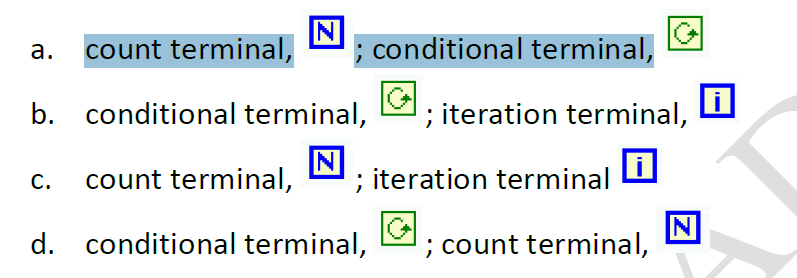 a. count terminal, N ; conditional terminal,
b. conditional terminal, ; iteration terminal, i
c. count terminal, N ; iteration terminal i
d. conditional terminal, ; count terminal, N